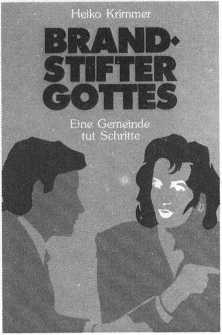 Heiko Krimmer
BRAND-
STIFTER
GOTTES
Eine Gemeinde
tut Schritte